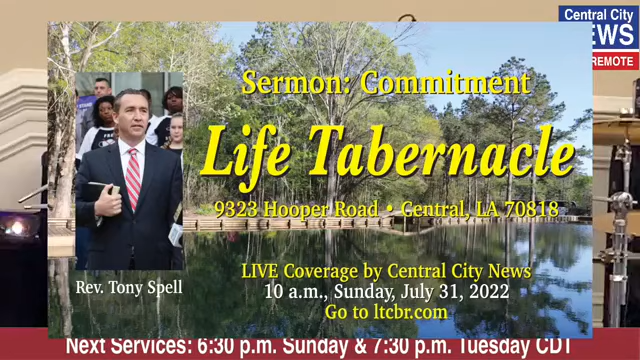 Central City
NEWS
REMOTE
Sermon: Commitment
Life Tabernacle
9323 Hooper Road • Central, LA 70818
Rev. Tony Spell
LIVE Coverage by Central City News
10 a.m., Sunday, July 31, 2022
Go to ltcbr.com
Next Services: 6:30 p.m. Sunday & 7:30 p.m. Tuesday CDT